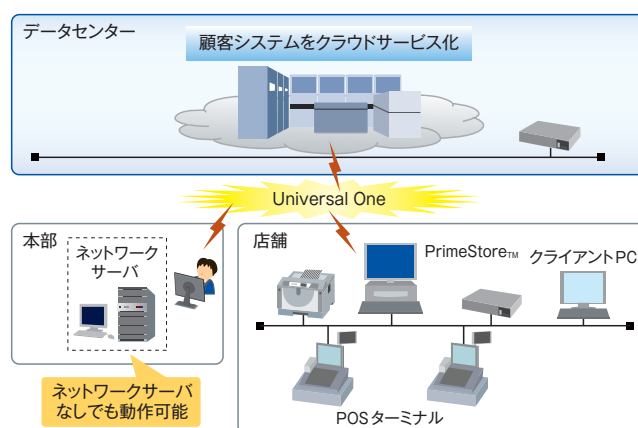 データセンター
顧客システムをクラウドサービス化
Universal One
本部
ネットワーク
サーバ
ネットワークサーバ
なしでも動作可能
店舗
PrimeStore™
クライアントPC
POSターミナル